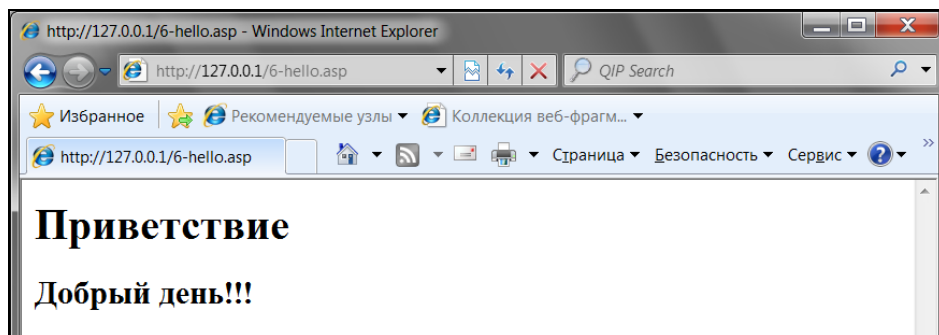 http://127.0.0.1/6-hello.asp - Windows Internet Explorer
http://127.0.0.1/6-hello.asp QIP Search
Избранное Рекомендуемые узлы Коллекция веб-фрагм...
http://127.0.0.1/6-hello.asp Страница Безопасность Сервис
Приветствие
Добрый день!!!